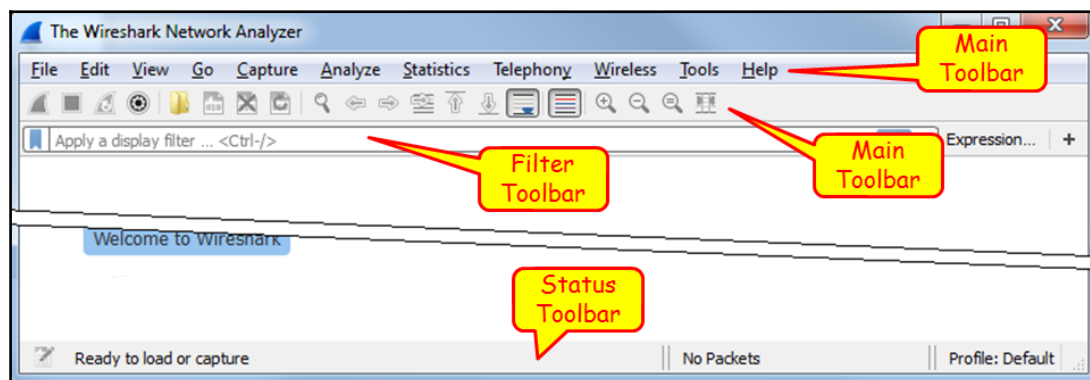 The Wireshark Network Analyzer
Main
Toolbar
File Edit View Go Capture Analyze Statistics Telephony Wireless Tools Help
Apply a display filter ... <Ctrl-/>
Expression... +
Filter
Toolbar
Main
Toolbar
Welcome to Wireshark
Status
Toolbar
Ready to load or capture
No Packets
Profile: Default